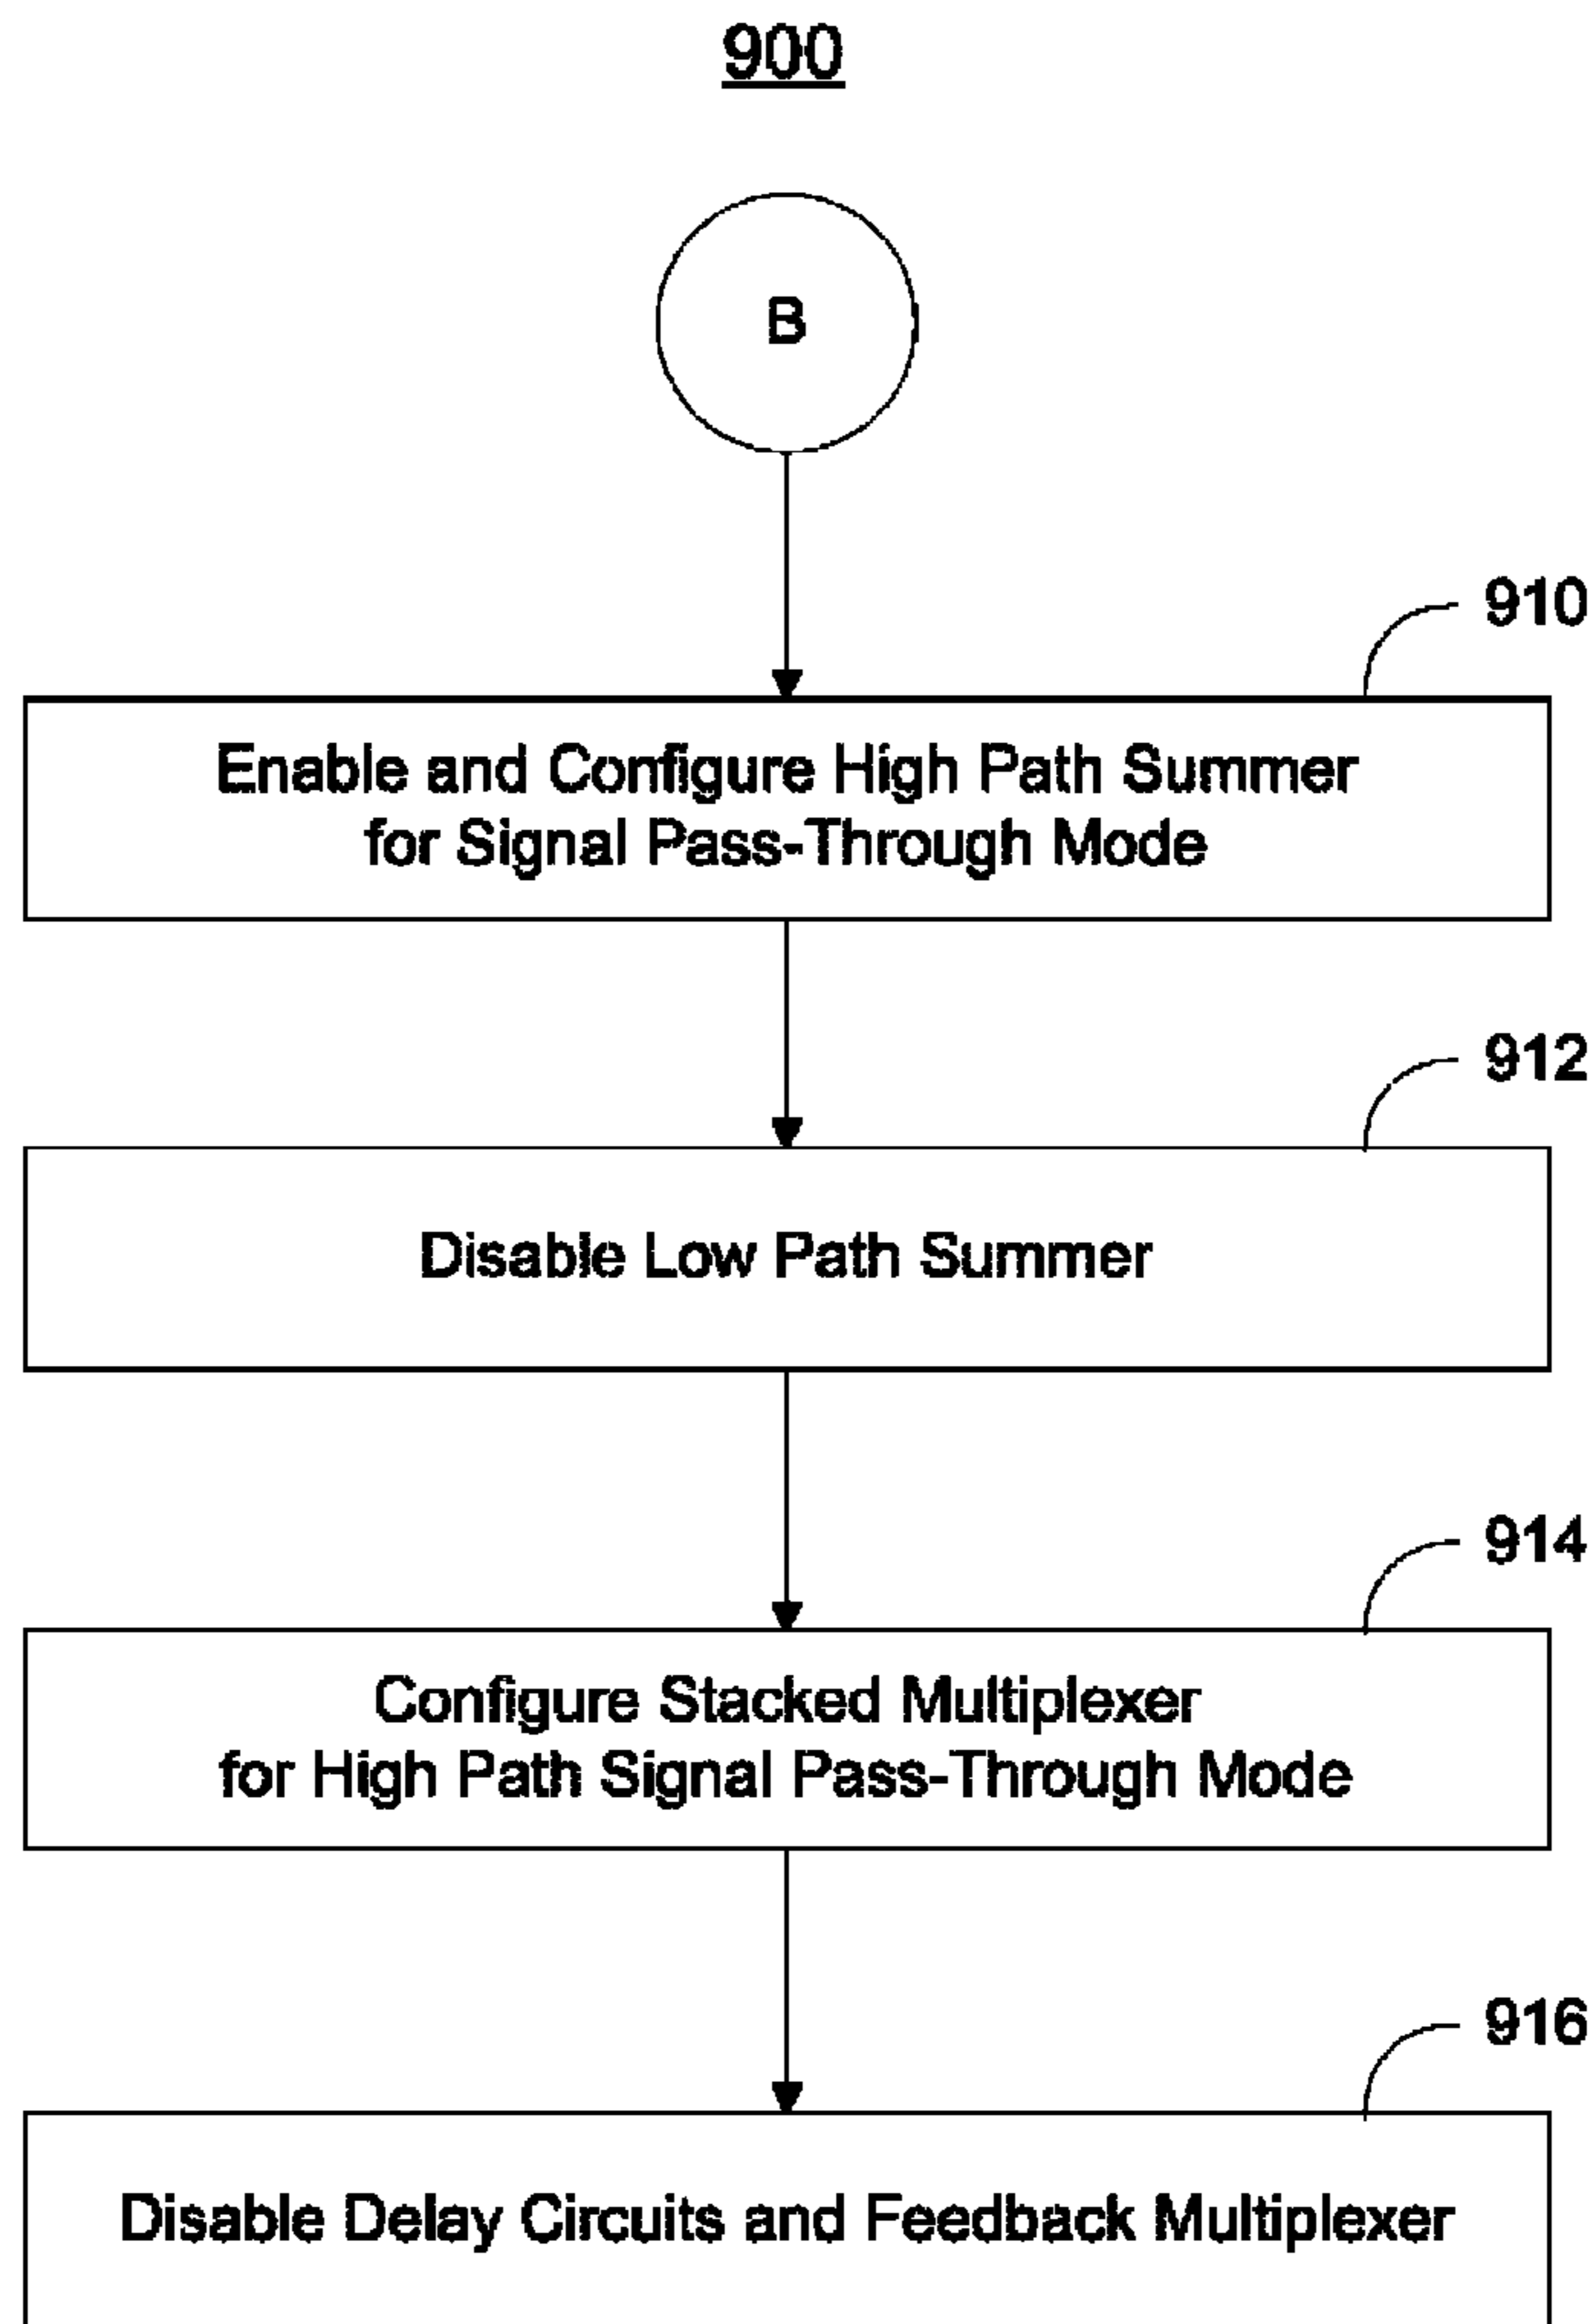 900
B
910
Enable and Configure High Path Summer
for Signal Pass-Through Mode
912
Disable Low Path Summer
914
Configure Stacked Multiplexer
for High Path Signal Pass-Through Mode
916
Disable Delay Circuits and Feedback Multiplexer